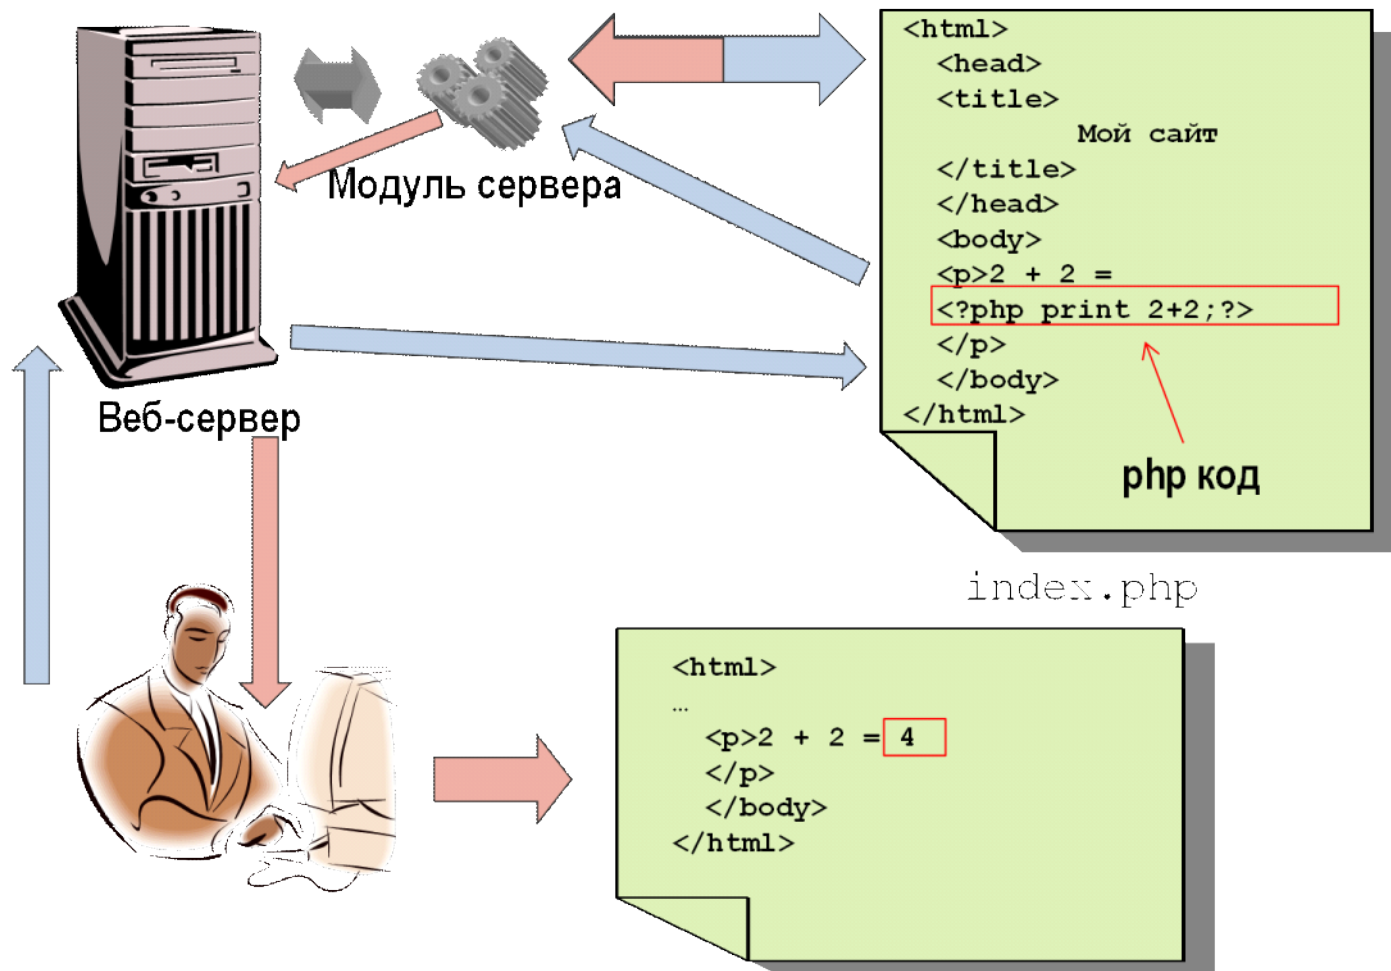 Модуль сервера
Веб-сервер
<html>
<head>
<title>
Мой сайт
</title>
</head>
<body>
<p>2 + 2 =
<?php print 2+2;?>
</p>
</body>
</html>
php код
index.php
<html>
…
<p>2 + 2 = 4
</p>
</body>
</html>